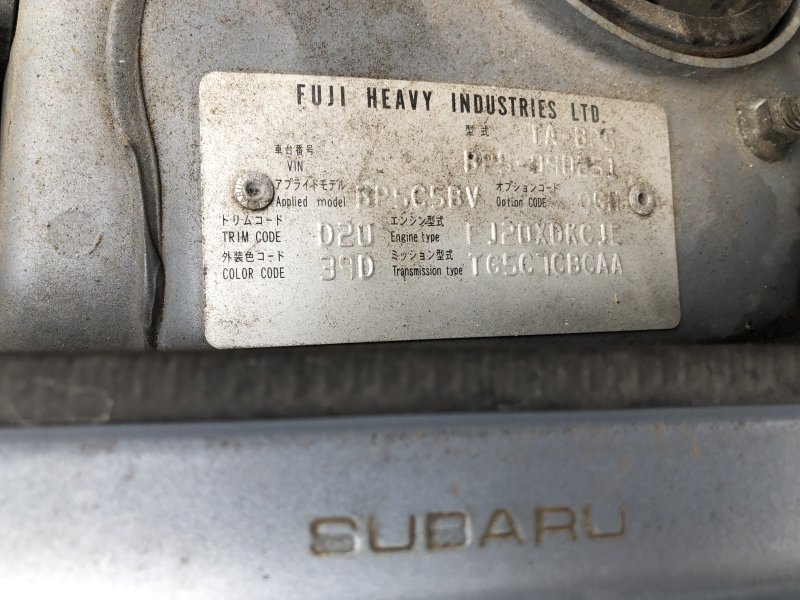 FUJI HEAVY INDUSTRIES LTD.
型式
車台番号
VIN
アプライドモデル オプションコード
Applied model BP5C5BV Option CODE
トリムコード エンジン型式
TRIM CODE D20 Engine type
外装色コード ミッション型式
COLOR CODE 39D Transmission type
SUBARU